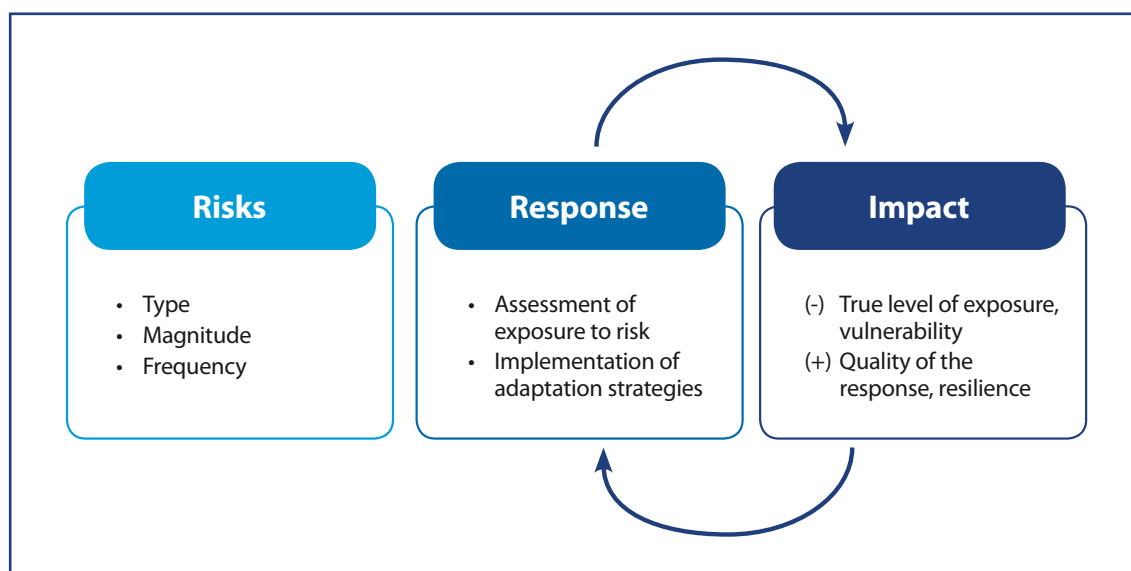 Risks
• Type
• Magnitude
• Frequency
Response
• Assessment of
exposure to risk
• Implementation of
adaptation strategies
Impact
(-) True level of exposure,
vulnerability
(+) Quality of the
response, resilience